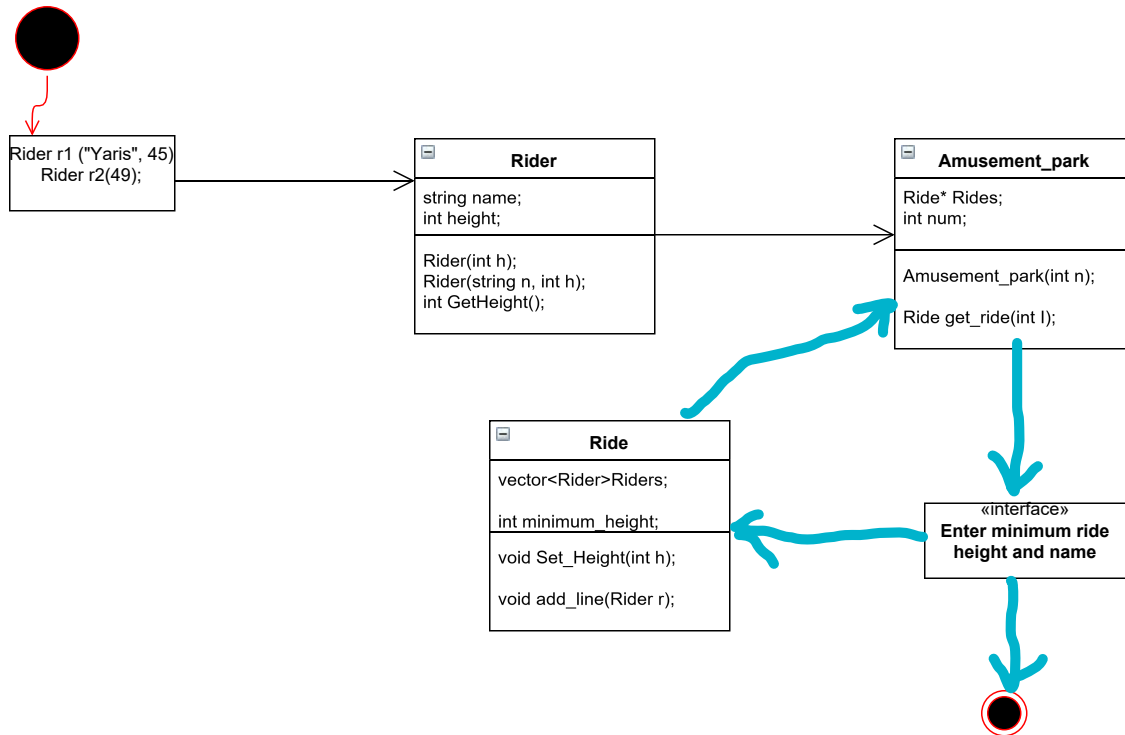 Rider r1 ("Yaris", 45)
Rider r2(49);
Rider
string name;
int height;
Rider(int h);
Rider(string n, int h);
int GetHeight();
Amusement_park
Ride* Rides;
int num;
Amusement_park(int n);
Ride get_ride(int I);
Ride
vector<Rider>Riders;
int minimum_height;
void Set_Height(int h);
void add_line(Rider r);
«interface»
Enter minimum ride
height and name